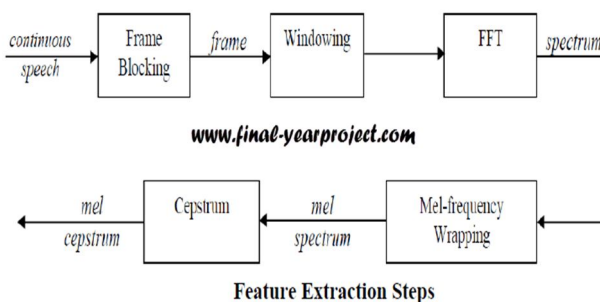 continuous
speech
Frame
Blocking
frame
Windowing
FFT
spectrum
www.final-yearproject.com
mel
cepstrum
Cepstrum
mel
spectrum
Mel-frequency
Wrapping
Feature Extraction Steps